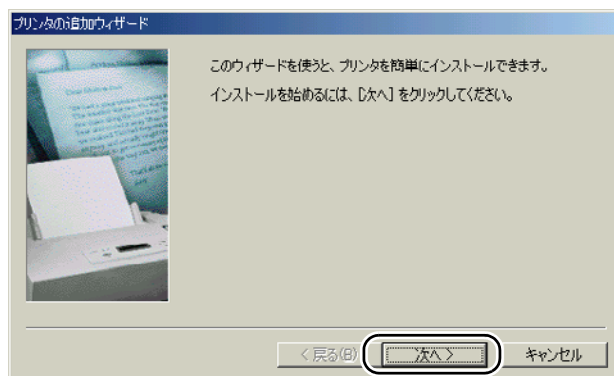 プリンタの追加ウィザード
このウィザードを使うと、プリンタを簡単にインストールできます。
インストールを始めるには、[次へ] をクリックしてください。
< 戻る(B)
次へ >
キャンセル